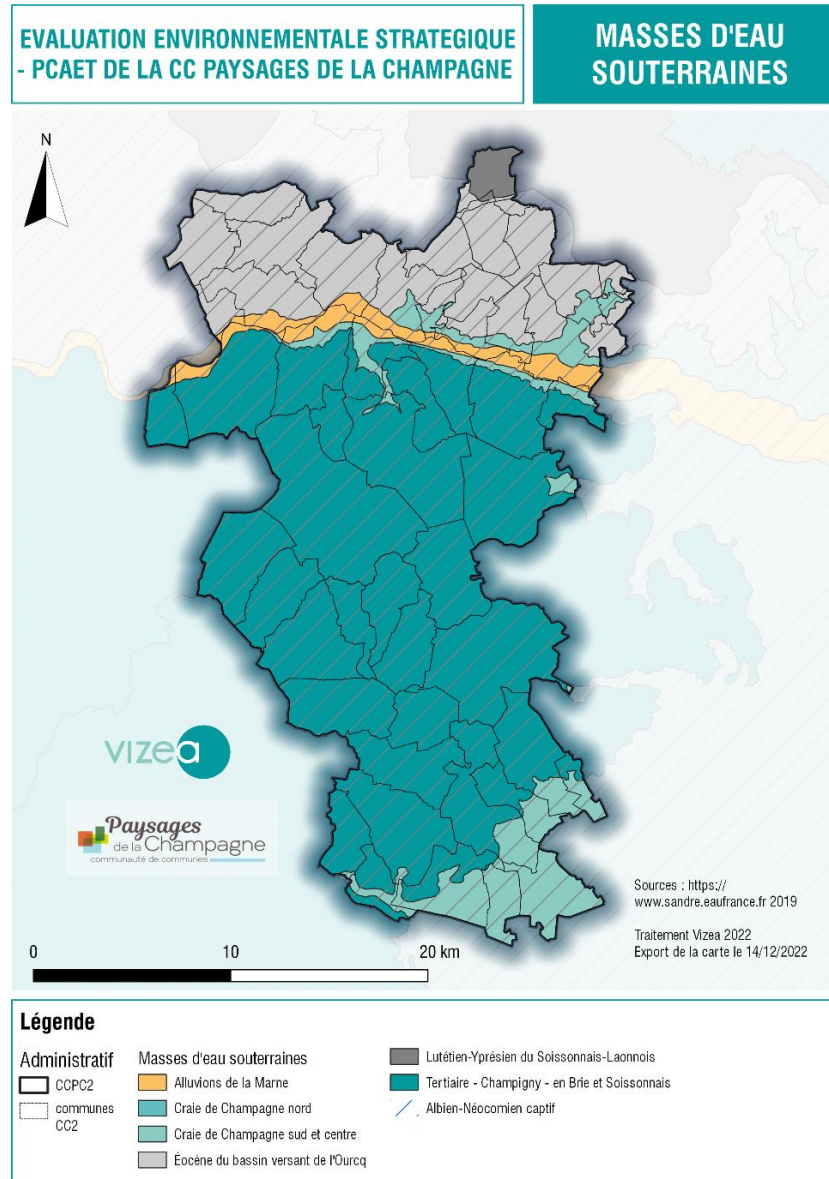 EVALUATION ENVIRONNEMENTALE STRATEGIQUE
- PCAET DE LA CC PAYSAGES DE LA CHAMPAGNE
MASSES D'EAU
SOUTERRAINES
N
vizea
Paysages
de la Champagne
communauté de communes
Sources : https://
www.sandre.eaufrance.fr 2019
Traitement Vizea 2022
Export de la carte le 14/12/2022
0 10 20 km
Légende
Administratif
CCPC2
communes
CC2
Masses d'eau souterraines
Alluvions de la Marne
Craie de Champagne nord
Craie de Champagne sud et centre
Éocène du bassin versant de l'Ourcq
Lutétien-Yprésien du Soissonnais-Laonnois
Tertiaire - Champigny - en Brie et Soissonnais
Albien-Néocomien captif